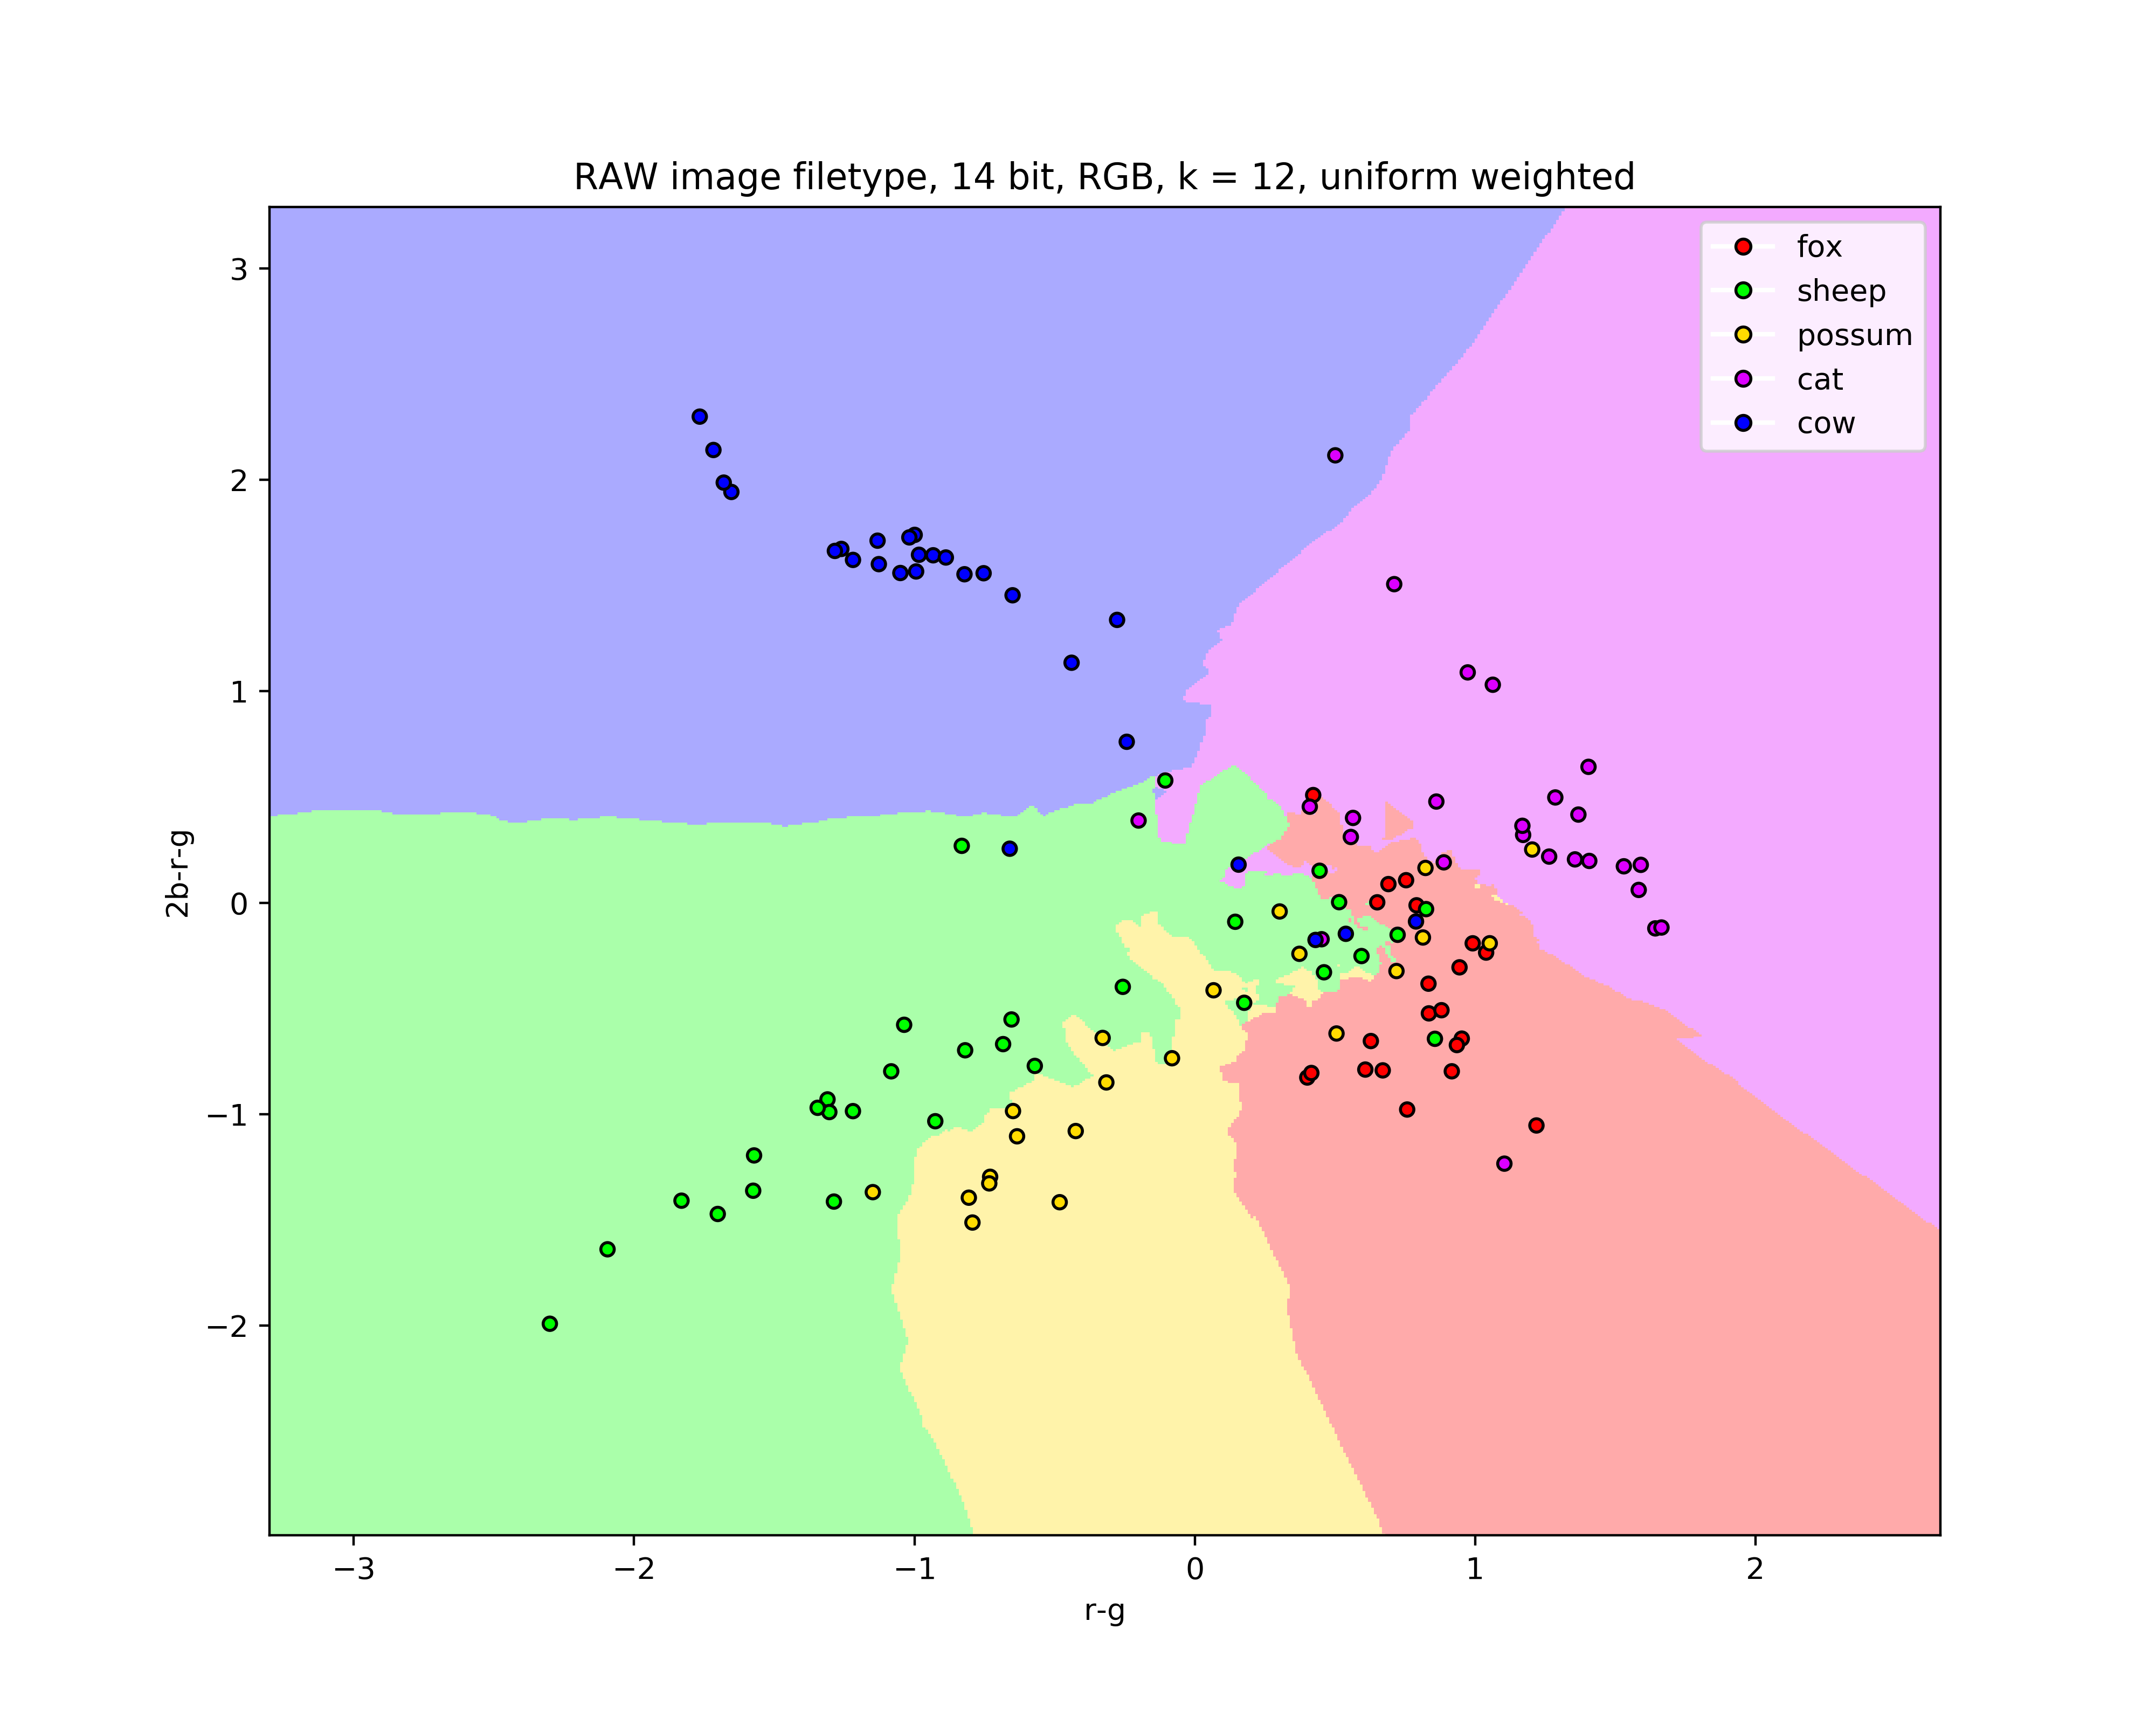 RAW image filetype, 14 bit, RGB, k = 12, uniform weighted
fox
sheep
possum
cat
cow
3
2
1
0
−1
−2
2b-r-g
−3
−2
−1
0
1
2
r-g